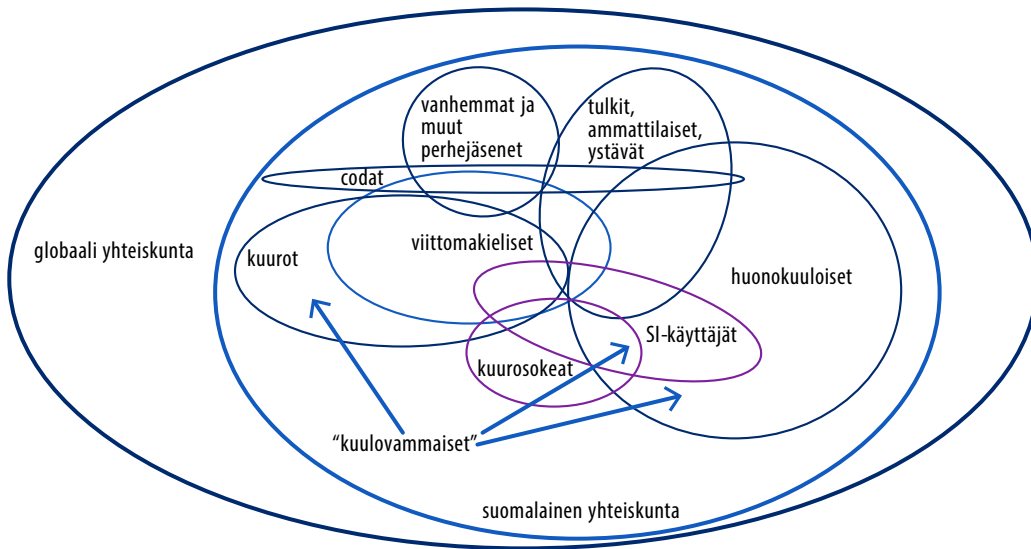 vanhemmat ja
muut
perhejäsenet
tulkit,
ammattilaiset,
ystävät
codat
globaali yhteiskunta
kuurot
viittomakieliset
huonokuuloiset
SI-käyttäjät
kuurosokeat
“kuulovammaiset”
suomalainen yhteiskunta